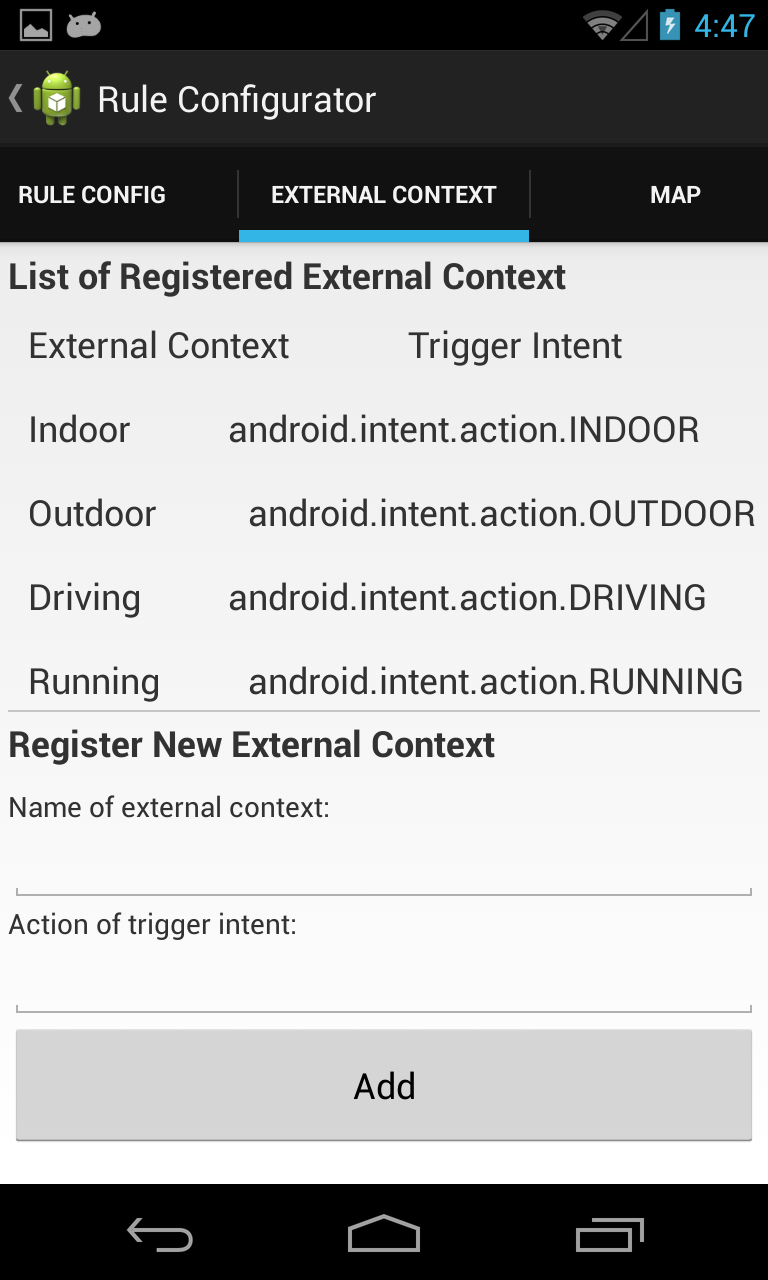 4:47
Rule Configurator
RULE CONFIG EXTERNAL CONTEXT MAP
List of Registered External Context
External Context Trigger Intent
Indoor android.intent.action.INDOOR
Outdoor android.intent.action.OUTDOOR
Driving android.intent.action.DRIVING
Running android.intent.action.RUNNING
Register New External Context
Name of external context:
Action of trigger intent:
Add